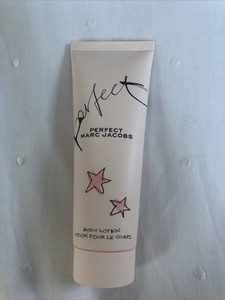 perfect
PERFECT
MARC JACOBS
BODY LOTION
LOTION POUR LE CORPS